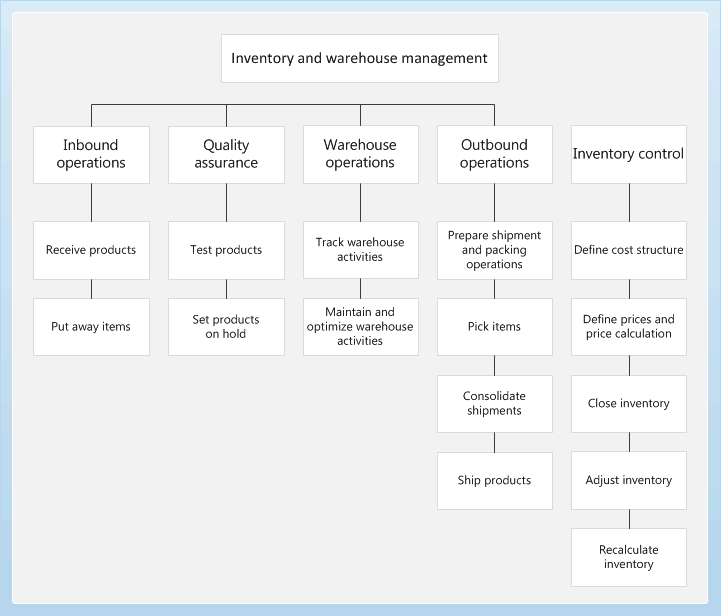 Inventory and warehouse management
Inbound
operations
Quality
assurance
Warehouse
operations
Outbound
operations
Inventory control
Receive products
Test products
Track warehouse
activities
Prepare shipment
and packing
operations
Define cost structure
Put away items
Set products
on hold
Maintain and
optimize warehouse
activities
Pick items
Define prices and
price calculation
Consolidate
shipments
Close inventory
Ship products
Adjust inventory
Recalculate
inventory